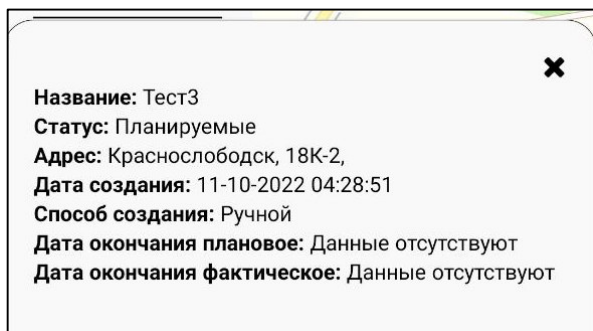 Название: Тест3
Статус: Планируемые
Адрес: Краснослободск, 18К-2,
Дата создания: 11-10-2022 04:28:51
Способ создания: Ручной
Дата окончания плановое: Данные отсутствуют
Дата окончания фактическое: Данные отсутствуют